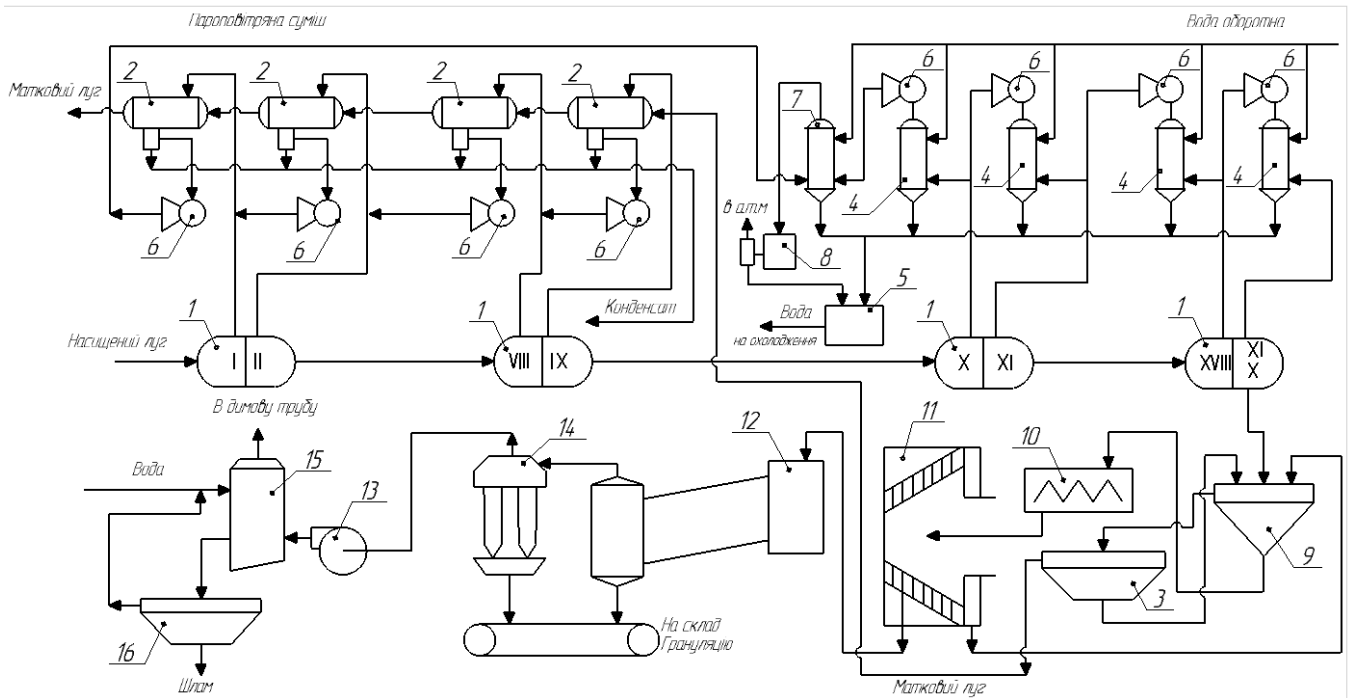 Пароповітряна суміш
Вода оборотна
2 2 2 2
6 6 6 6
Матковий луг
7
4 4 4 4
6 6 6 6
в атм
8
5
1 1 1 1
Конденсат
Вода
на охолодження
Насичений луг
I II
VIII IX
X XI
XVIII XI
X
В димову трубу
14
12
11
10
Вода
15
13
9
3
16
На склад
Грануляцію
Шлам
Матковий луг